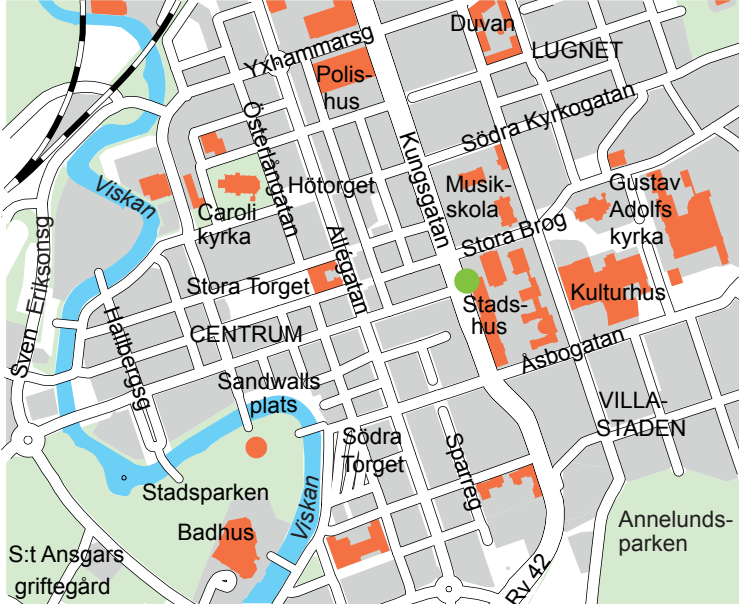 Duvan
LUGNET
Yxhammarsg
Polis-
hus
Österlånggatan
Kungsgatan
Södra Kyrkogatan
Viskan
Caroli
kyrka
Hötorget
Musik-
skola
Gustav
Adolfs
kyrka
Stora Brog
Allégatan
Sven Eriksonsg
Stora Torget
Stads-
hus
Kulturhus
Hallbergsg
CENTRUM
Åsbogatan
Sandwalls
plats
VILLA-
STADEN
Södra
Torget
Sparreg
Stadsparken
Viskan
Badhus
Annelunds-
parken
S:t Ansgars
griftegård
Rv 42